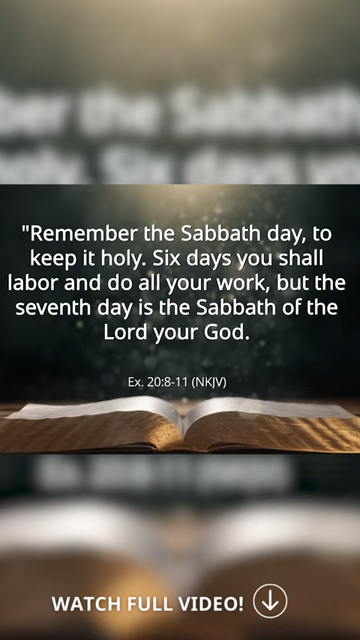 "Remember the Sabbath day, to
keep it holy. Six days you shall
labor and do all your work, but the
seventh day is the Sabbath of the
Lord your God.
Ex. 20:8-11 (NKJV)
WATCH FULL VIDEO!